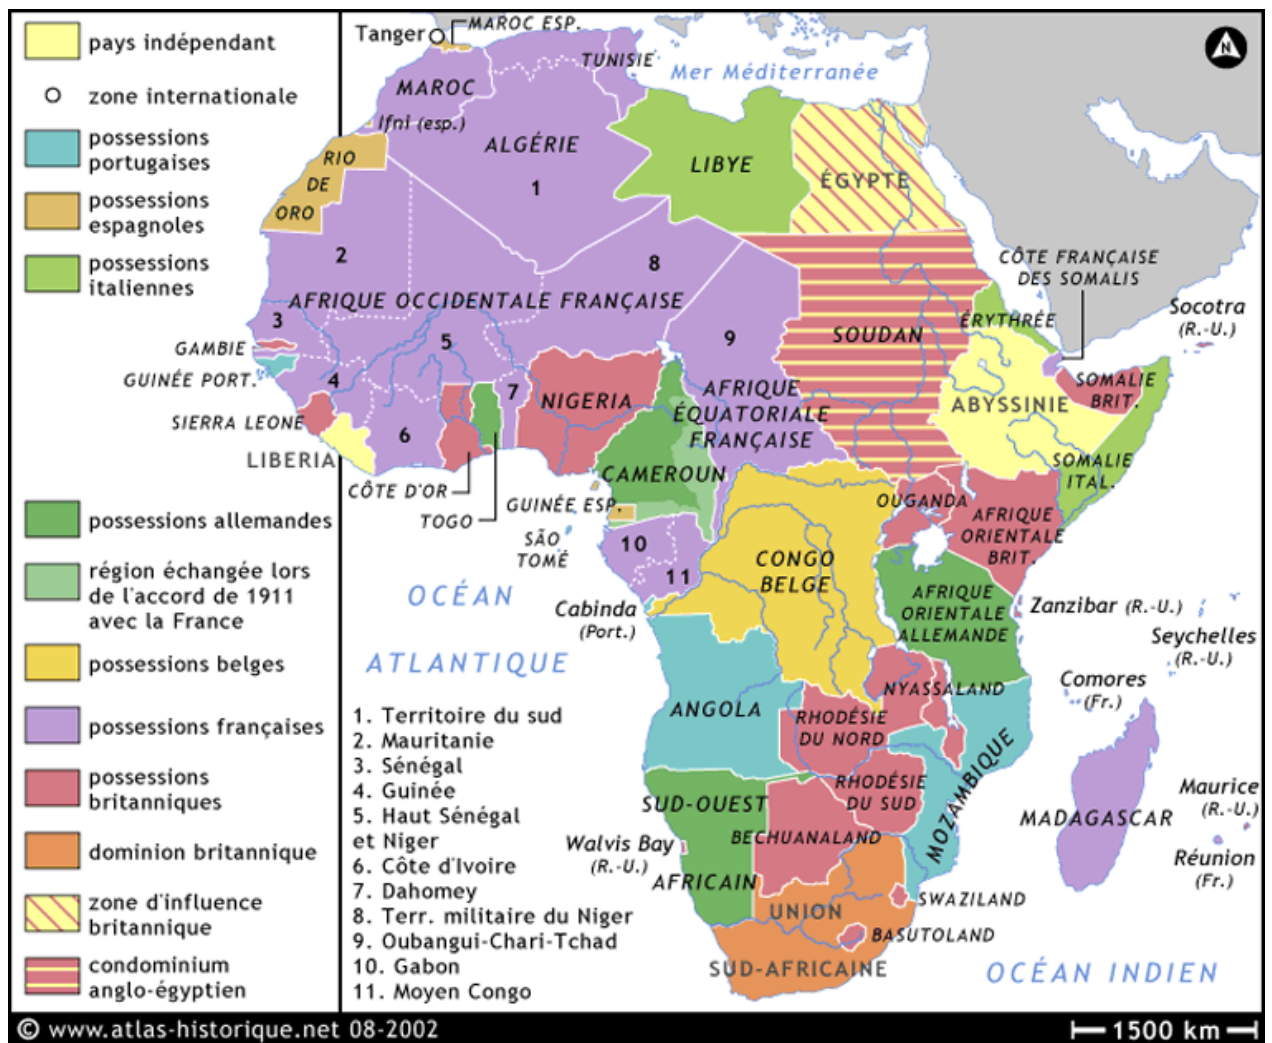 pays indépendant
zone internationale
possessions
portugaises
possessions
espagnoles
possessions
italiennes
possessions allemandes
région échangée lors
de l'accord de 1911
avec la France
possessions belges
possessions françaises
possessions
britanniques
dominion britannique
zone d'influence
britannique
condominium
anglo-égyptien
Tanger
MAROC ESP.
TUNISIE
Mer Méditerranée
N
MAROC
Ifni (esp.)
ALGÉRIE
1
LIBYE
ÉGYPTE
RIO
DE
ORO
2
8
CÔTE FRANÇAISE
DES SOMALIS
AFRIQUE OCCIDENTALE FRANÇAISE
Socotra
(R.-U.)
3
ÉRYTHRÉE
SOUDAN
5
9
GAMBIE
GUINÉE PORT.
4
7
NIGERIA
AFRIQUE
ÉQUATORIALE
FRANÇAISE
SOMALIE
BRIT.
ABYSSINIE
SIERRA LEONE
6
LIBERIA
CAMEROUN
SOMALIE
ITAL.
CÔTE D'OR
TOGO
GUINÉE ESP.
OUGANDA
AFRIQUE
ORIENTALE
BRIT.
SÃO
TOMÉ
10
11
CONGO
BELGE
OCÉAN
ATLANTIQUE
Cabinda
(Port.)
AFRIQUE
ORIENTALE
ALLEMANDE
Zanzibar (R.-U.)
Seychelles
(R.-U.)
Comores
(Fr.)
NYASSALAND
ANGOLA
RHODÉSIE
DU NORD
RHODÉSIE
DU SUD
MOZAMBIQUE
MADAGASCAR
Maurice
(R.-U.)
Réunion
(Fr.)
SUD-OUEST
AFRICAIN
BECHUANALAND
Walvis Bay
(R.-U.)
SWAZILAND
UNION
SUD-AFRICAINE
BASUTOLAND
OCÉAN INDIEN
1. Territoire du sud
2. Mauritanie
3. Sénégal
4. Guinée
5. Haut Sénégal
et Niger
6. Côte d'Ivoire
7. Dahomey
8. Terr. militaire du Niger
9. Oubangui-Chari-Tchad
10. Gabon
11. Moyen Congo
© www.atlas-historique.net 08-2002
1500 km